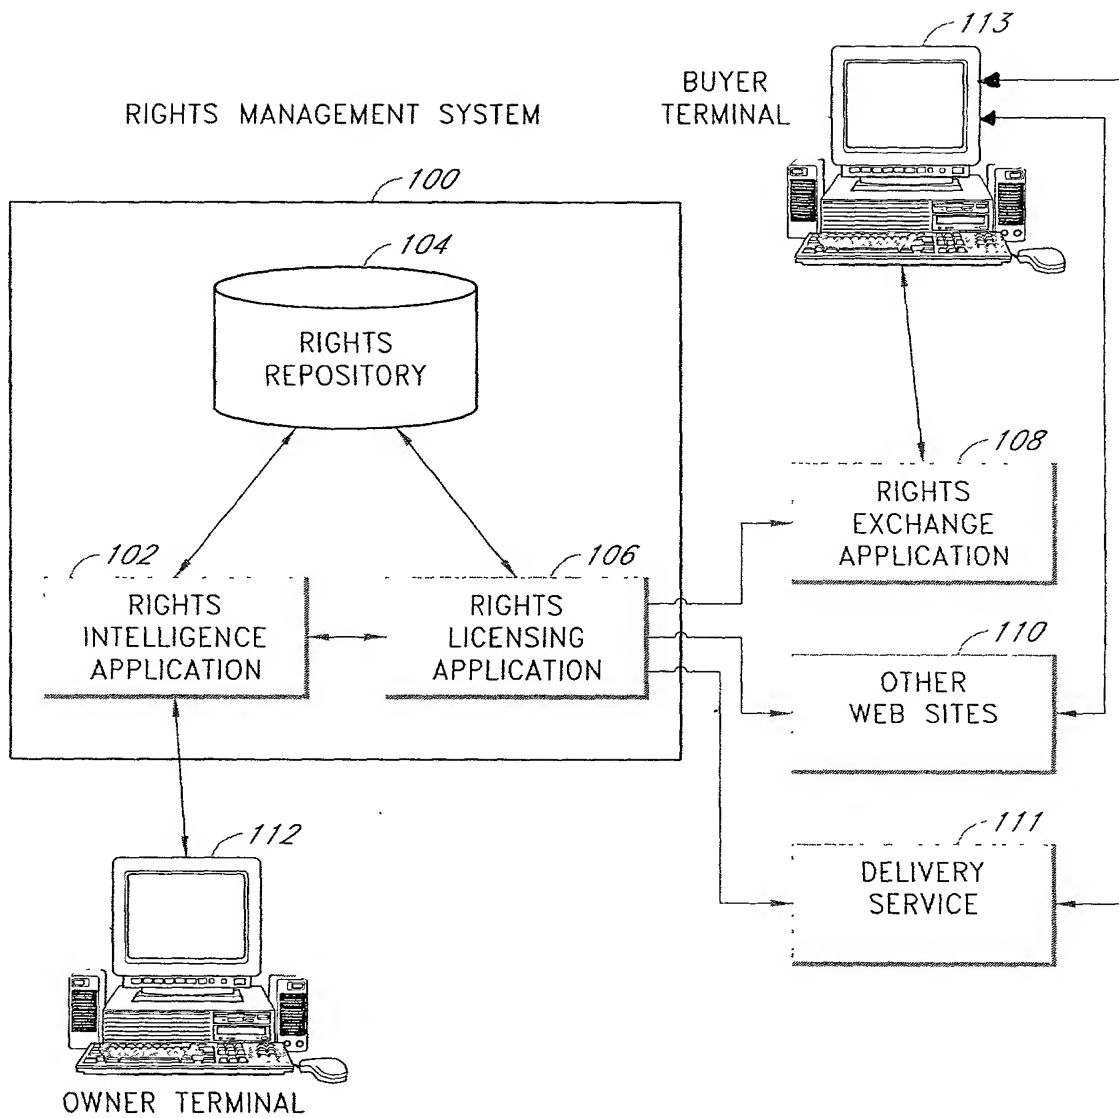 113
BUYER
TERMINAL
RIGHTS MANAGEMENT SYSTEM
100
104
RIGHTS
REPOSITORY
108
RIGHTS
EXCHANGE
APPLICATION
102
RIGHTS
INTELLIGENCE
APPLICATION
106
RIGHTS
LICENSING
APPLICATION
110
OTHER
WEB SITES
111
DELIVERY
SERVICE
112
OWNER TERMINAL